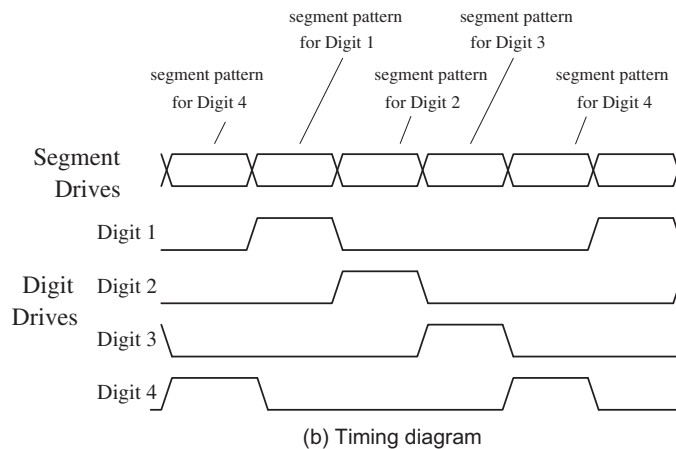 segment pattern
for Digit 1
segment pattern
for Digit 3
segment pattern
for Digit 4
segment pattern
for Digit 2
segment pattern
for Digit 4
Segment
Drives
Digit 1
Digit
Drives
Digit 2
Digit 3
Digit 4
(b) Timing diagram